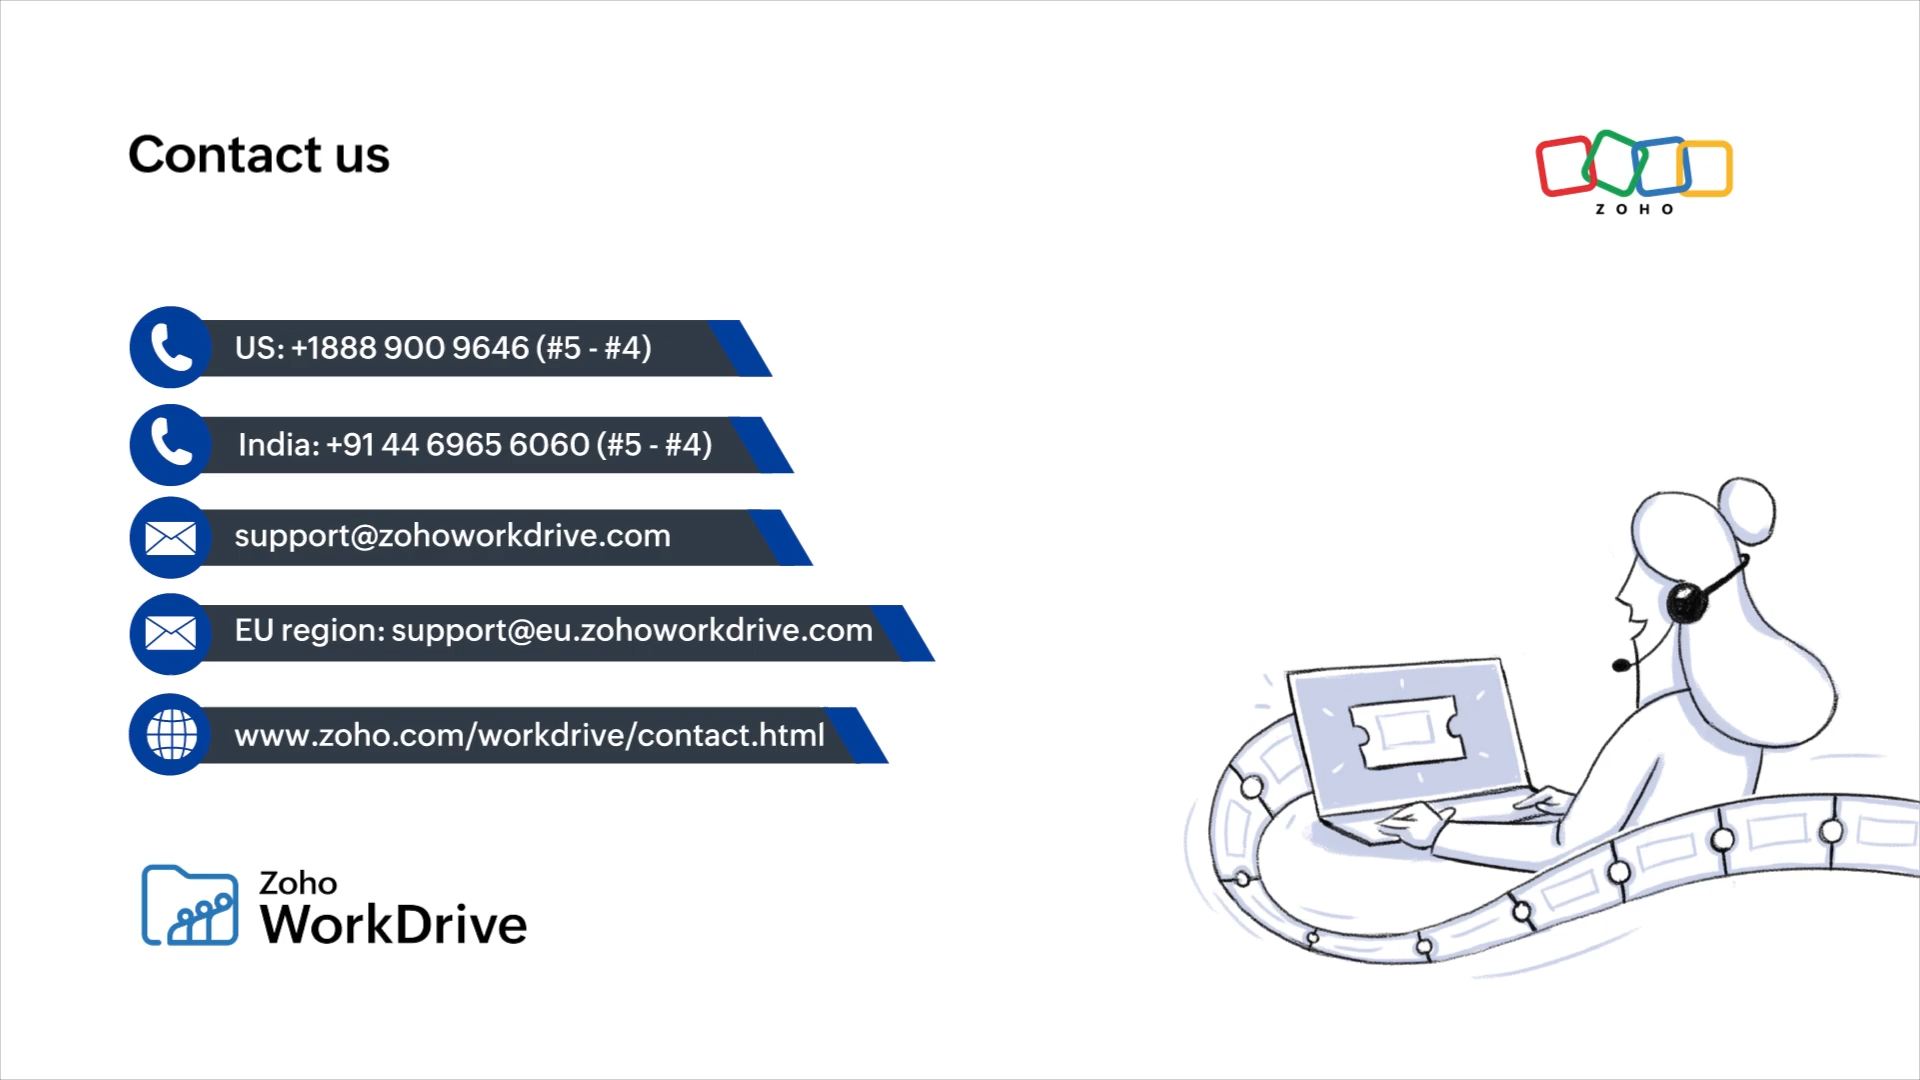 Contact us
ZOHO
US: +1888 900 9646 (#5 - #4)
India: +91 44 6965 6060 (#5 - #4)
support@zohoworkdrive.com
EU region: support@eu.zohoworkdrive.com
www.zoho.com/workdrive/contact.html
Zoho
WorkDrive